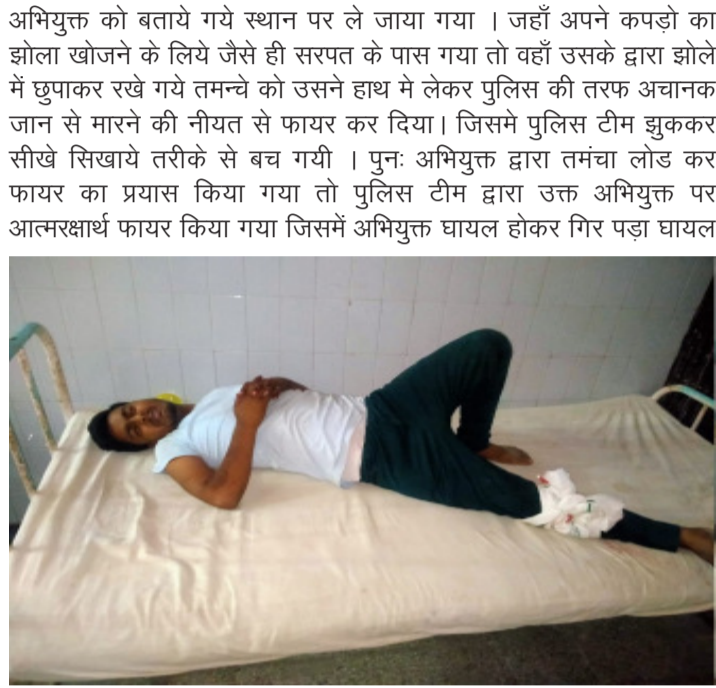 अभियुक्त को बताये गये स्थान पर ले जाया गया । जहाँ अपने कपड़ो का
झोला खोजने के लिये जैसे ही सरपत के पास गया तो वहाँ उसके द्वारा झोले
में छुपाकर रखे गये तमन्चे को उसने हाथ मे लेकर पुलिस की तरफ अचानक
जान से मारने की नीयत से फायर कर दिया। जिसमे पुलिस टीम झुककर
सीखे सिखाये तरीके से बच गयी । पुनः अभियुक्त द्वारा तमंचा लोड कर
फायर का प्रयास किया गया तो पुलिस टीम द्वारा उक्त अभियुक्त पर
आत्मरक्षार्थ फायर किया गया जिसमें अभियुक्त घायल होकर गिर पड़ा घायल